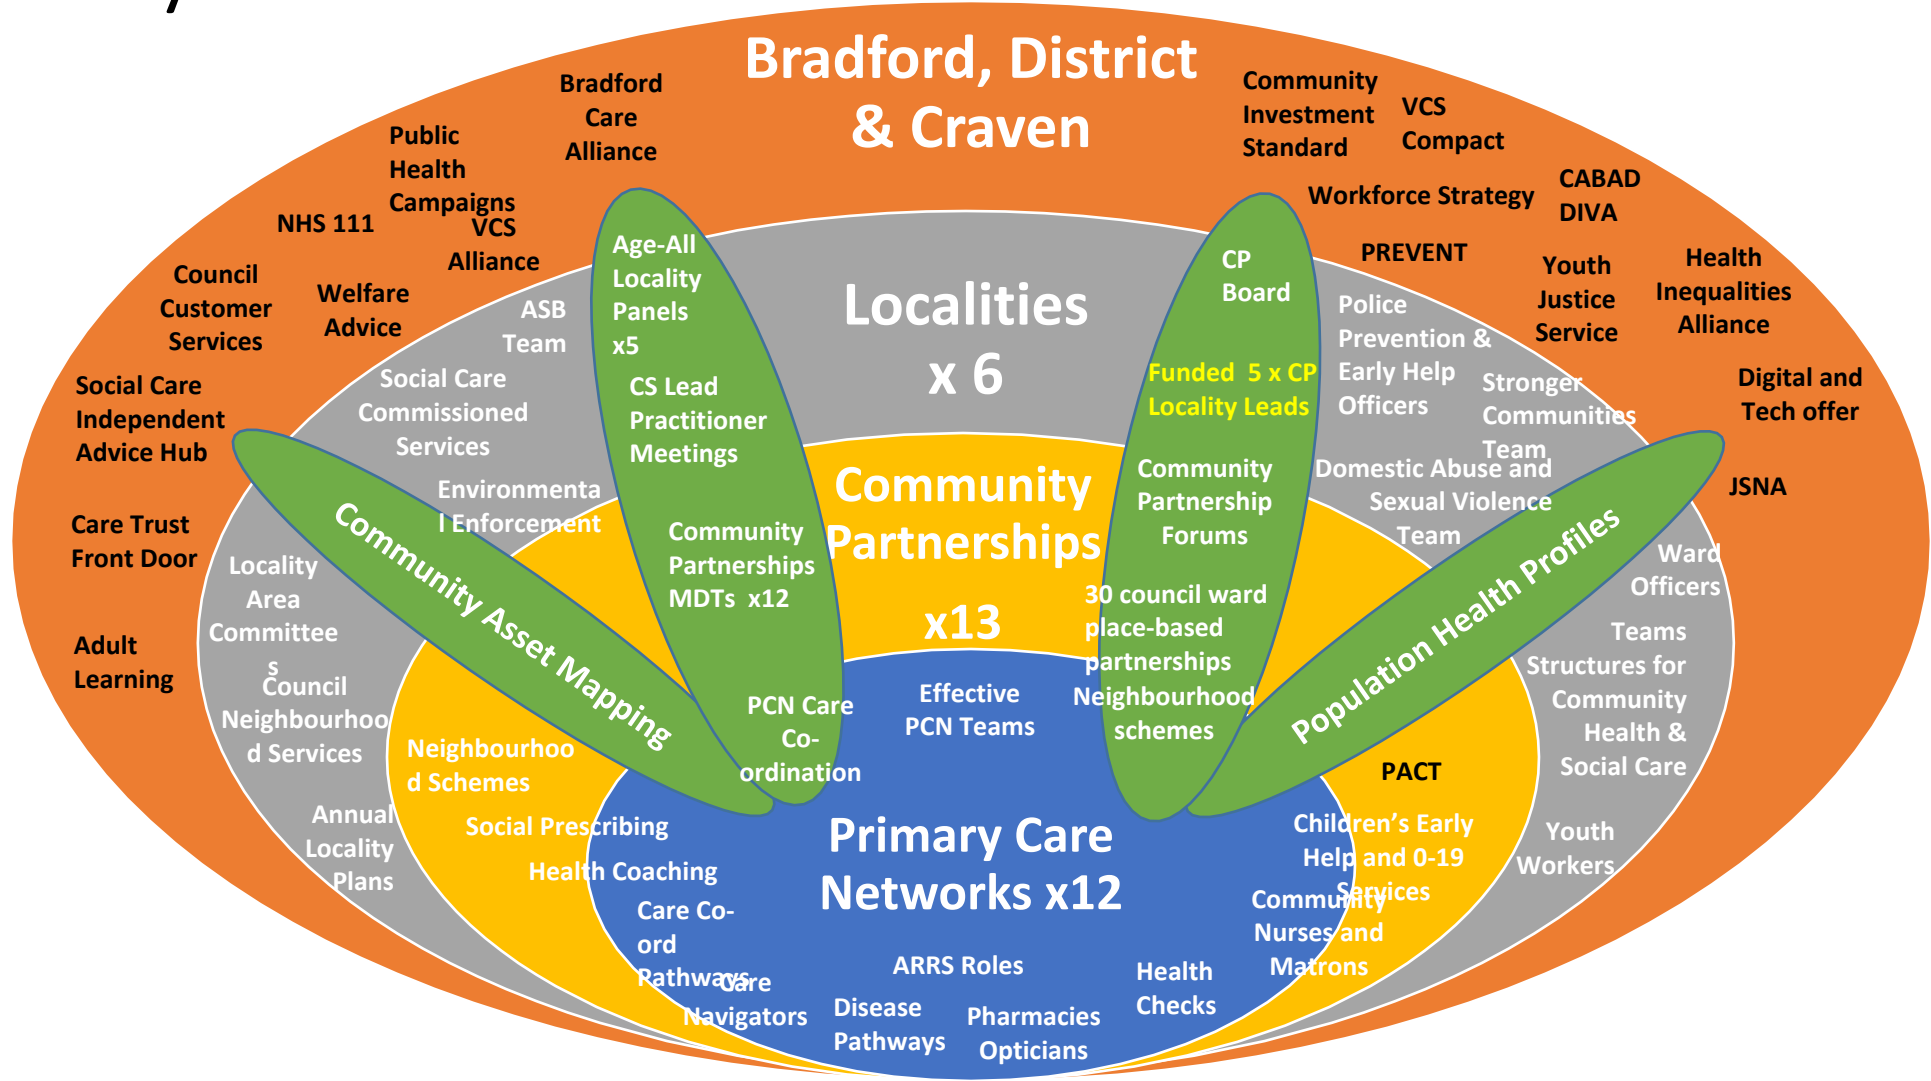 Bradford, District
& Craven
Bradford
Care
Alliance
Public
Health
Campaigns
NHS 111
VCS
Alliance
Council
Customer
Services
Welfare
Advice
Social Care
Independent
Advice Hub
Care Trust
Front Door
Adult
Learning
Community
Investment
Standard
VCS
Compact
Workforce Strategy
CABAD
DIVA
PREVENT
Youth
Justice
Service
Health
Inequalities
Alliance
Digital and
Tech offer
JSNA
Localities
x 6
ASB
Team
Social Care
Commissioned
Services
Environmenta
l Enforcement
Locality
Area
Committee
s
Council
Neighbourhoo
d Services
Annual
Locality
Plans
Police
Prevention &
Early Help
Officers
Stronger
Communities
Team
Domestic Abuse and
Sexual Violence
Team
Ward
Officers
Teams
Structures for
Community
Health &
Social Care
Youth
Workers
Age-All
Locality
Panels
x5
CS Lead
Practitioner
Meetings
Community
Partnerships
MDTs x12
PCN Care
Co-
ordination
CP
Board
Funded 5 x CP
Locality Leads
Community
Partnership
Forums
30 council ward
place-based
partnerships
Neighbourhood
schemes
Community Asset Mapping
Population Health Profiles
Community
Partnerships
x13
Neighbourhoo
d Schemes
Social Prescribing
Health Coaching
PACT
Children's Early
Help and 0-19
Services
Community
Nurses and
Matrons
Effective
PCN Teams
Primary Care
Networks x12
Care Co-
ord
Pathways
Care
Navigators
ARRS Roles
Disease
Pathways
Pharmacies
Opticians
Health
Checks